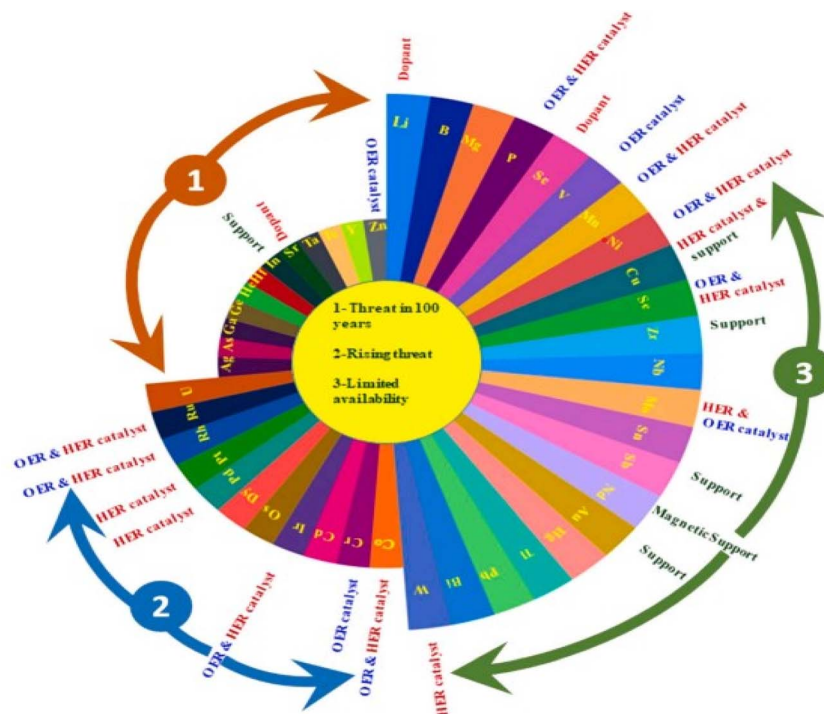 Dopant
OER & HER catalyst
Dopant
OER catalyst
OER & HER catalyst
OER & HER catalyst
HER catalyst &
support
OER &
HER catalyst
Support
HER &
OER catalyst
Support
Magnetic Support
Support
HER catalyst
OER & HER catalyst
OER catalyst
OER & HER catalyst
HER catalyst
HER catalyst
OER & HER catalyst
OER & HER catalyst
Support
Dopant
OER catalyst
1
2
3
1- Threat in 100
years
2-Rising threat
3-Limited
availability
Li
B
Mg
P
Se
V
Mn
Ni
Cu
Zr
Nb
Mo
Sn
Sb
Nd
Au
Hg
Tl
Pb
Bi
W
Co
Cr
Cd
Ir
Os
Dy
Pd
Pt
Rh
Ru
U
Ag
As
Ga
Ge
He
Hf
In
Sr
Ta
Y
Zn